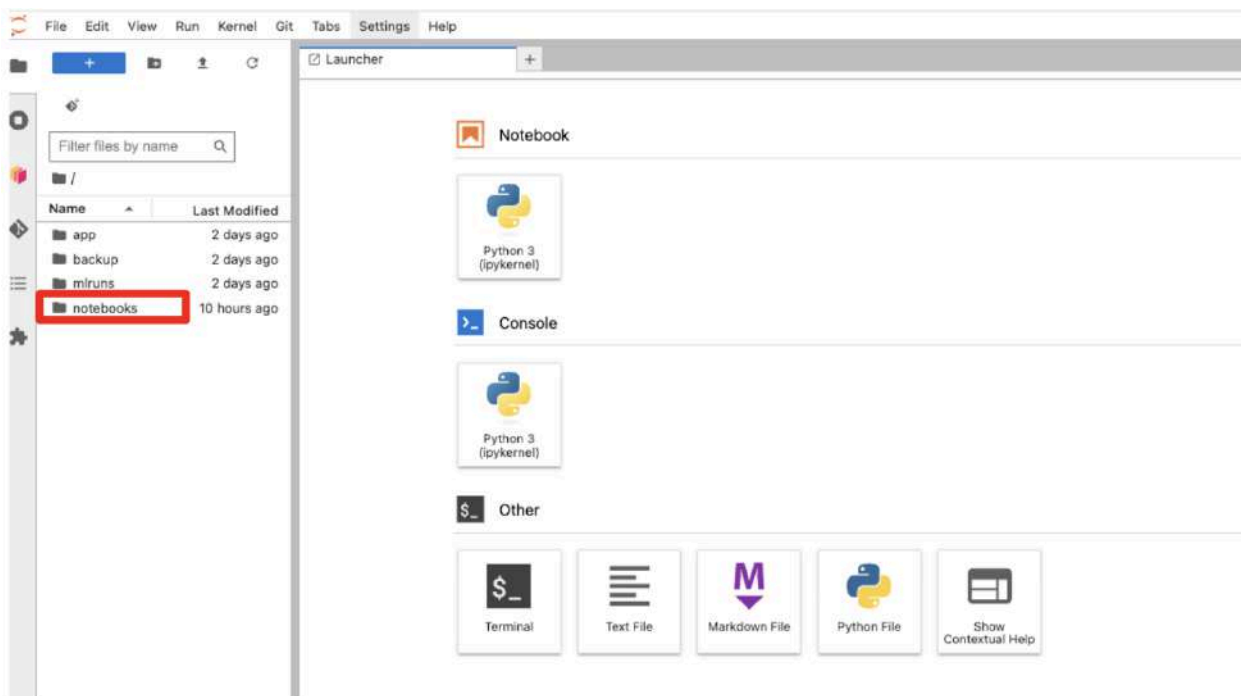 File Edit View Run Kernel Git Tabs Settings Help
+
Launcher
+
Filter files by name
/
Name Last Modified
app 2 days ago
backup 2 days ago
mlruns 2 days ago
notebooks 10 hours ago
Notebook
Python 3
(ipykernel)
>_ Console
Python 3
(ipykernel)
$_ Other
$_
M
Terminal
Text File
Markdown File
Python File
Show
Contextual Help